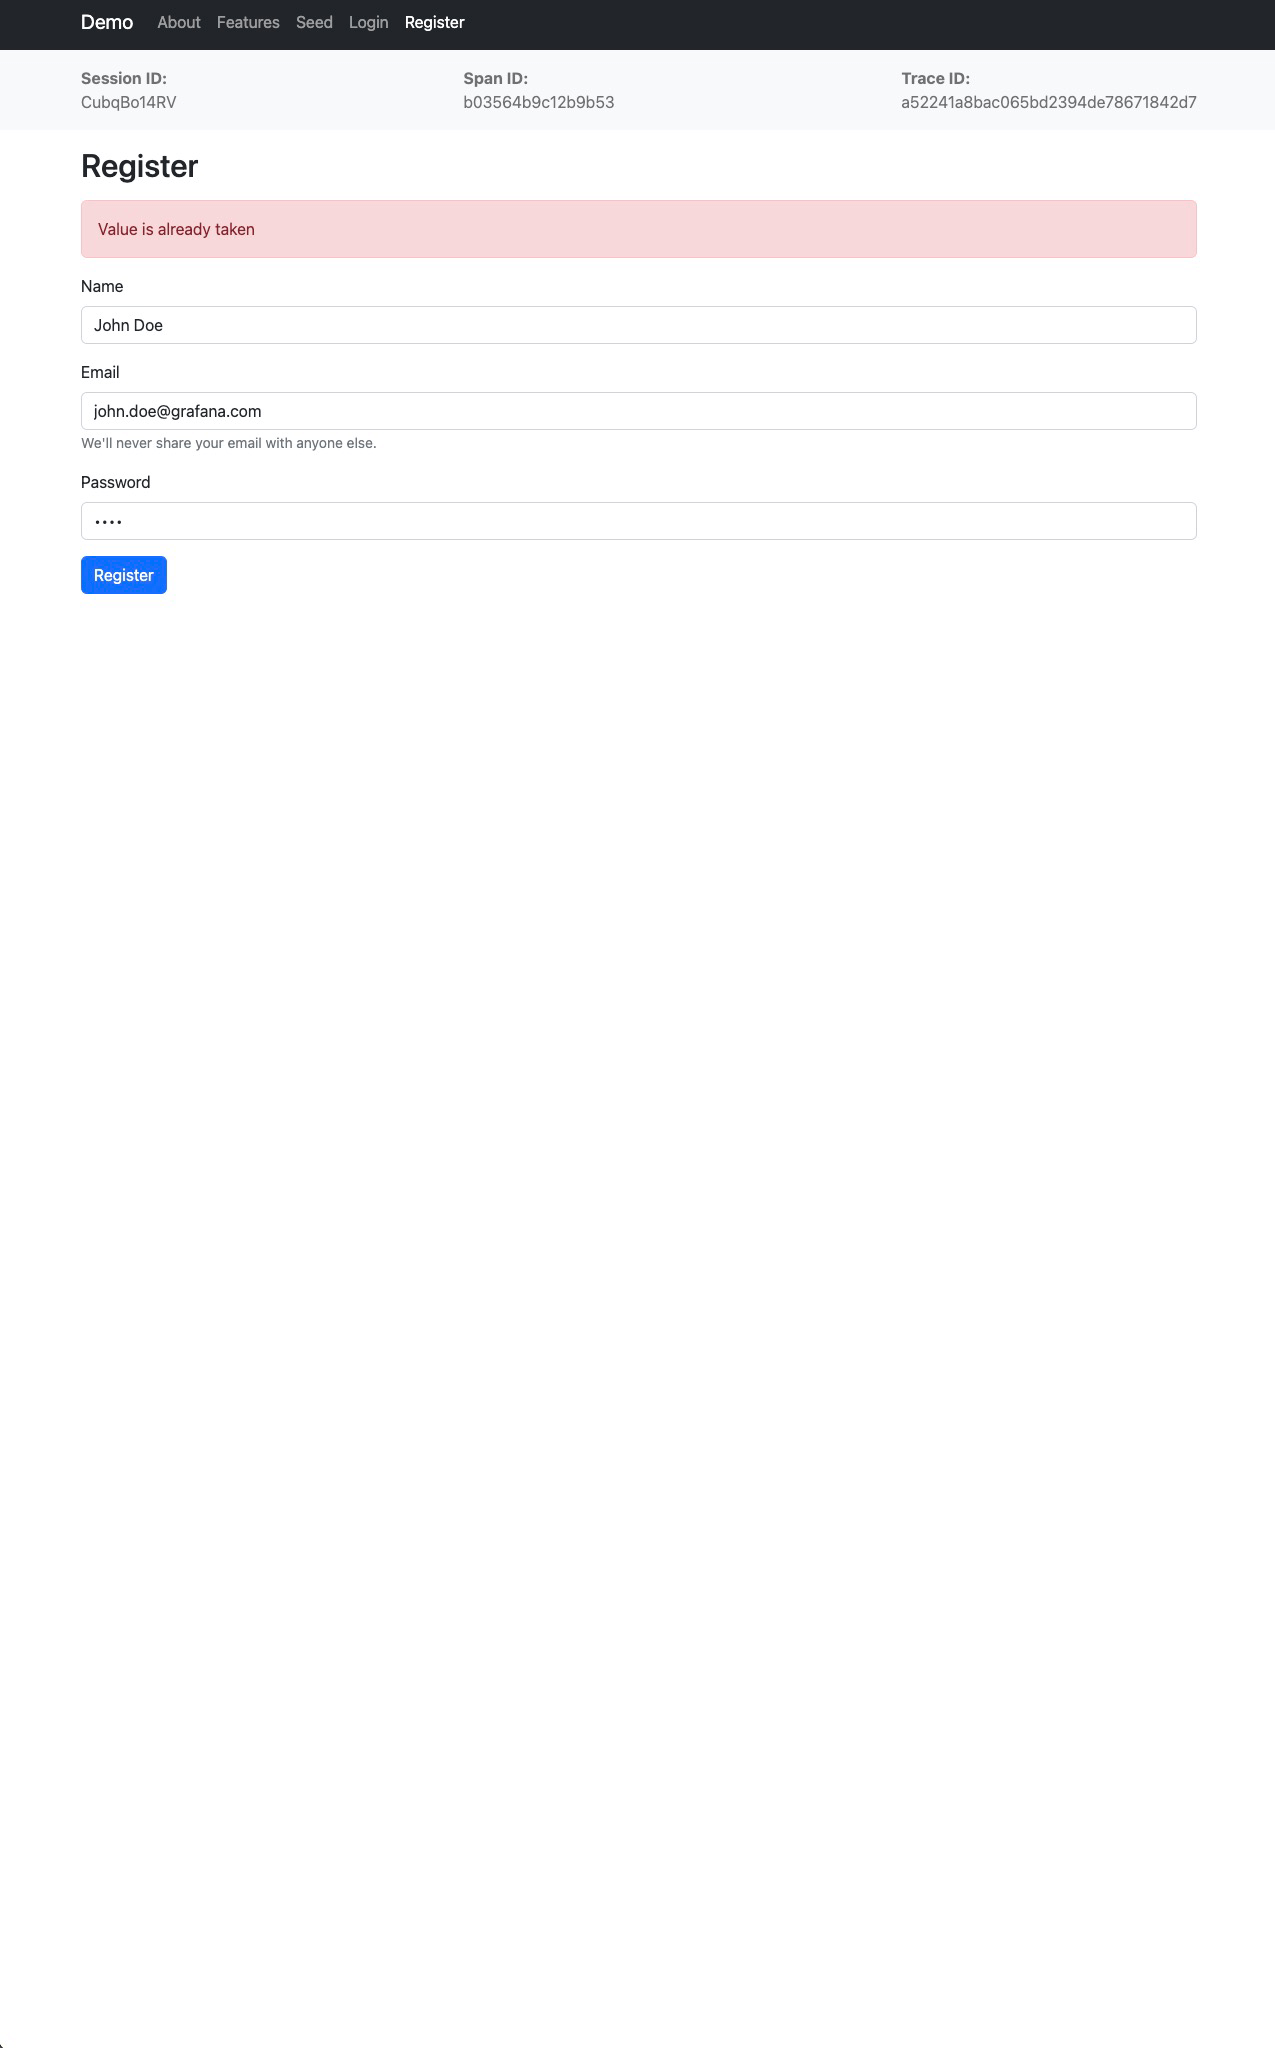 Demo About Features Seed Login Register
Session ID: Span ID: Trace ID:
CubqBo14RV b03564b9c12b9b53 a52241a8bac065bd2394de78671842d7
Register
Value is already taken
Name
John Doe
Email
john.doe@grafana.com
We'll never share your email with anyone else.
Password
••••
Register